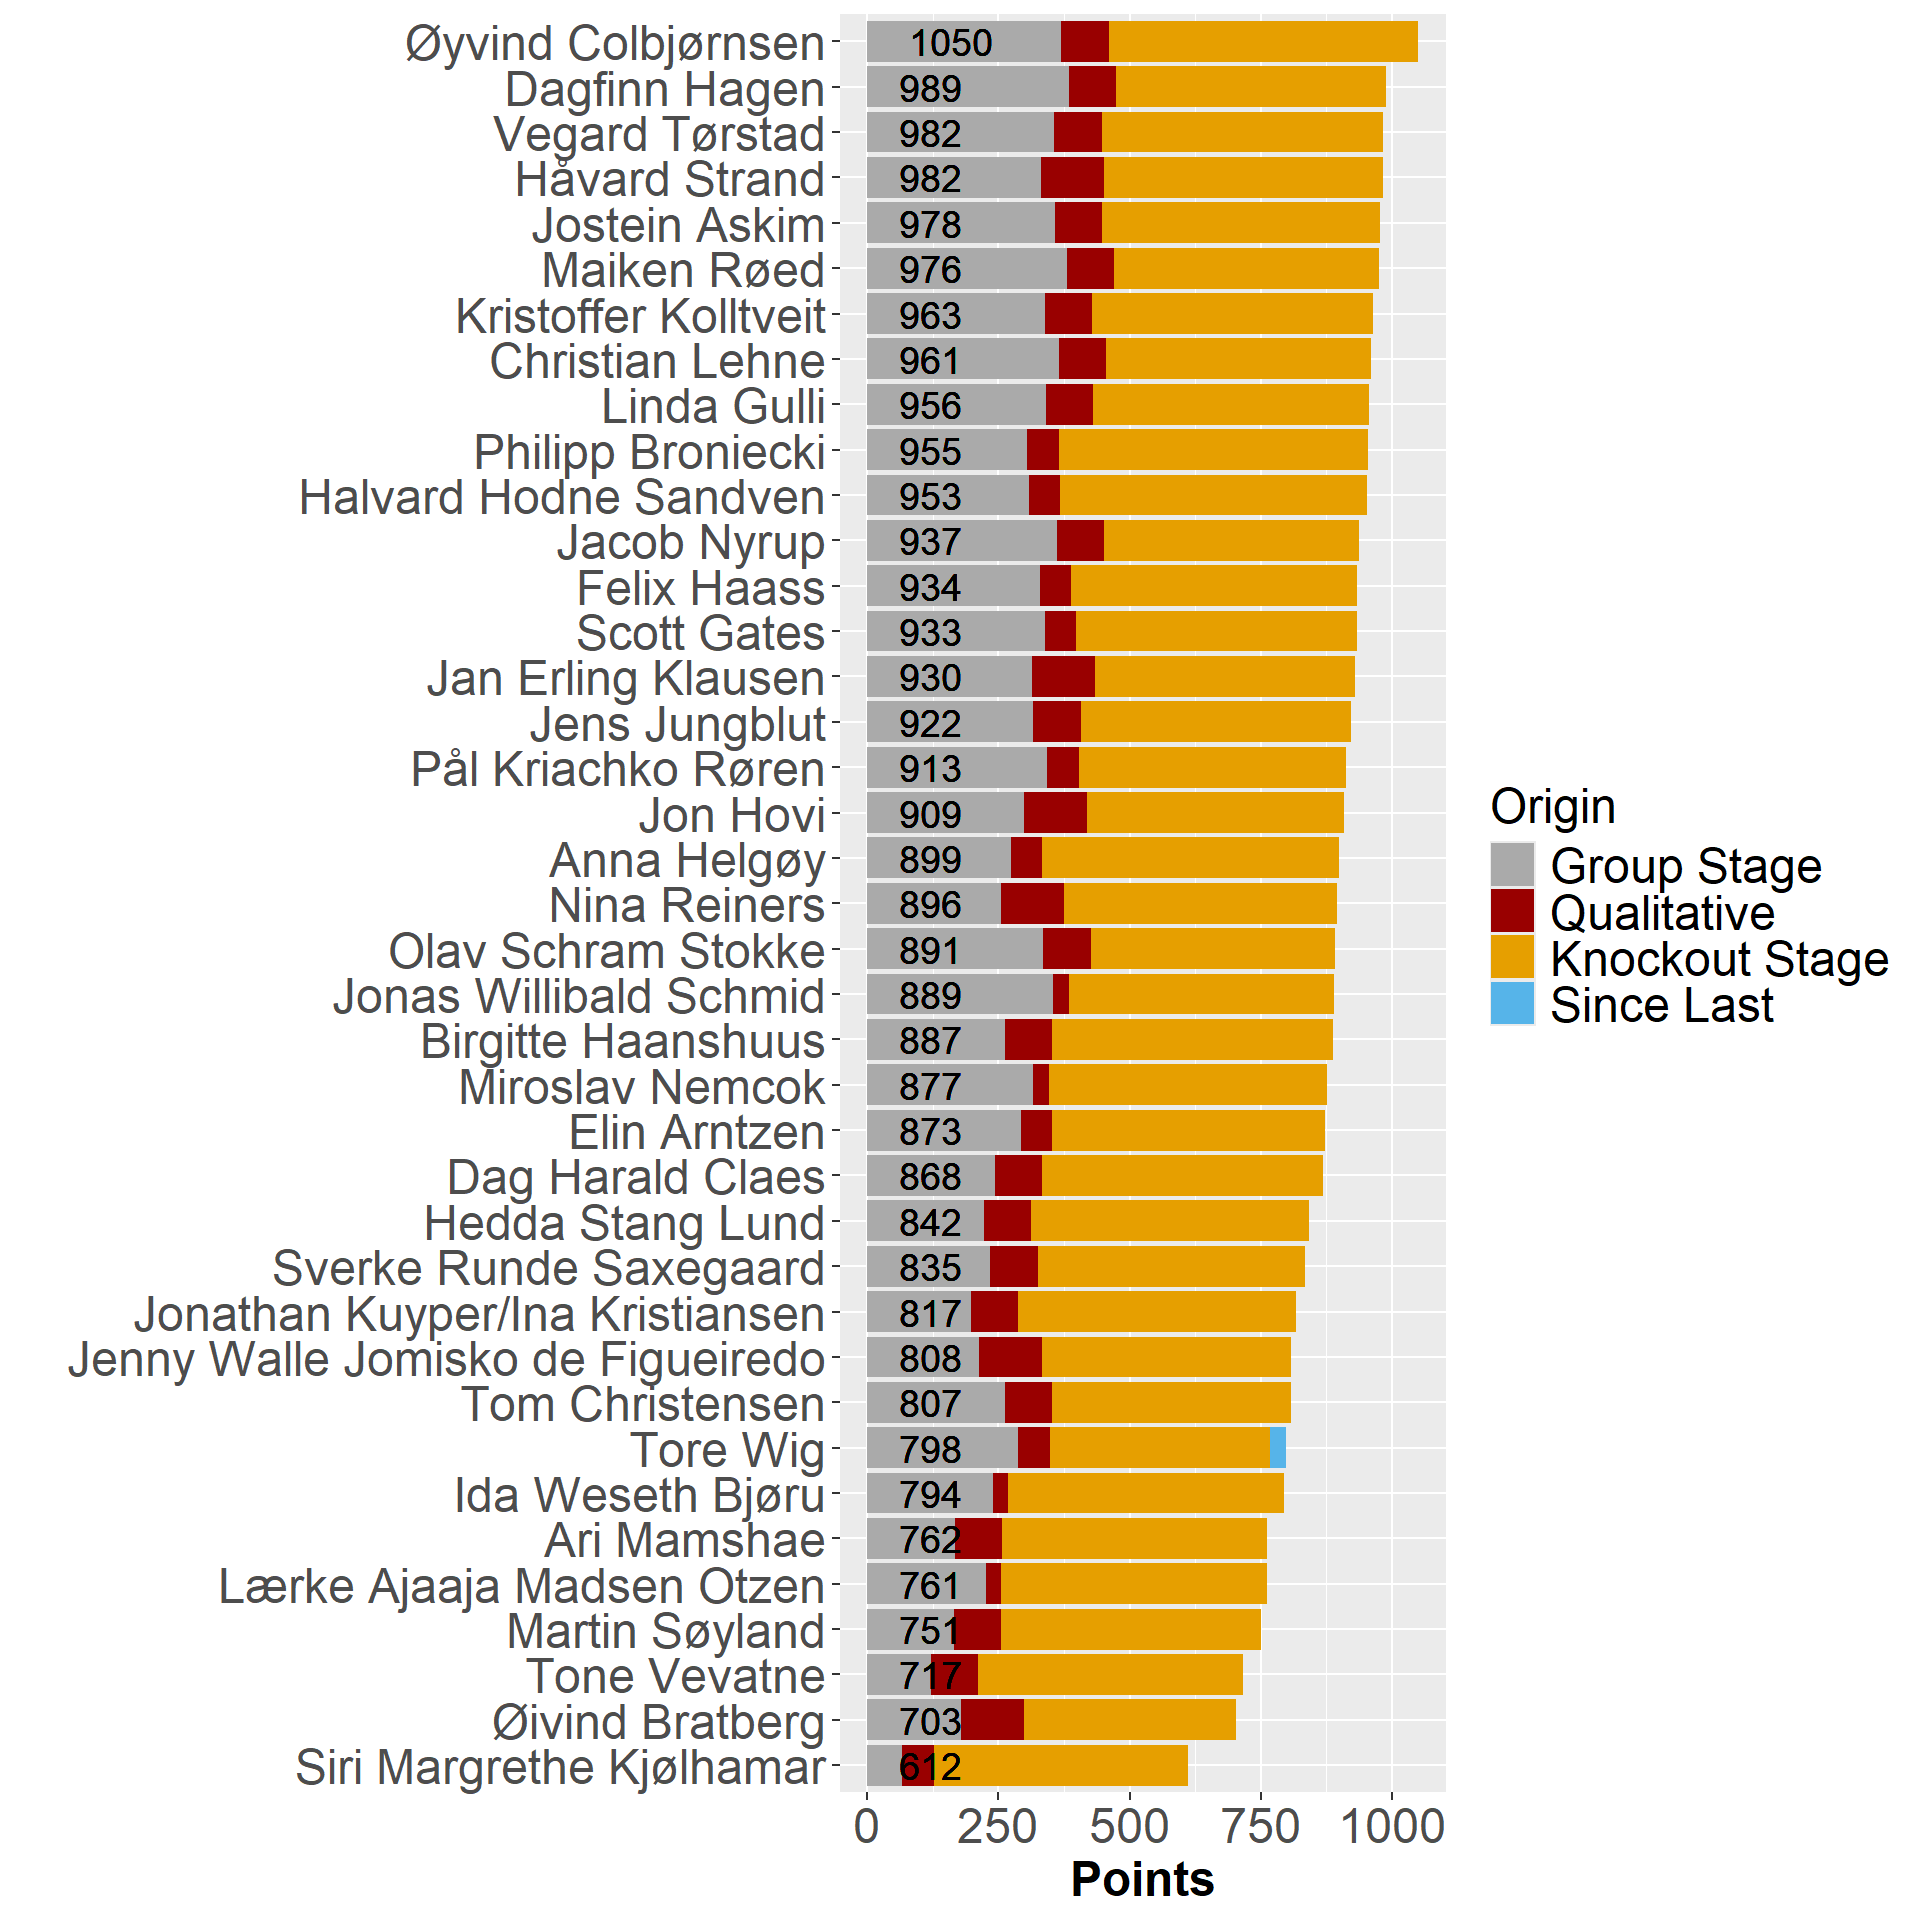 Øyvind Colbjørnsen 1050
Dagfinn Hagen 989
Vegard Tørstad 982
Håvard Strand 982
Jostein Askim 978
Maiken Røed 976
Kristoffer Kolltveit 963
Christian Lehne 961
Linda Gulli 956
Philipp Broniecki 955
Halvard Hodne Sandven 953
Jacob Nyrup 937
Felix Haass 934
Scott Gates 933
Jan Erling Klausen 930
Jens Jungblut 922
Pål Kriachko Røren 913
Jon Hovi 909
Anna Helgøy 899
Nina Reiners 896
Olav Schram Stokke 891
Jonas Willibald Schmid 889
Birgitte Haanshuus 887
Miroslav Nemcok 877
Elin Arntzen 873
Dag Harald Claes 868
Hedda Stang Lund 842
Sverke Runde Saxegaard 835
Jonathan Kuyper/Ina Kristiansen 817
Jenny Walle Jomisko de Figueiredo 808
Tom Christensen 807
Tore Wig 798
Ida Weseth Bjøru 794
Ari Mamshae 762
Lærke Ajaaja Madsen Otzen 761
Martin Søyland 751
Tone Vevatne 717
Øivind Bratberg 703
Siri Margrethe Kjølhamar 612
0 250 500 750 1000
Points
Origin
Group Stage
Qualitative
Knockout Stage
Since Last